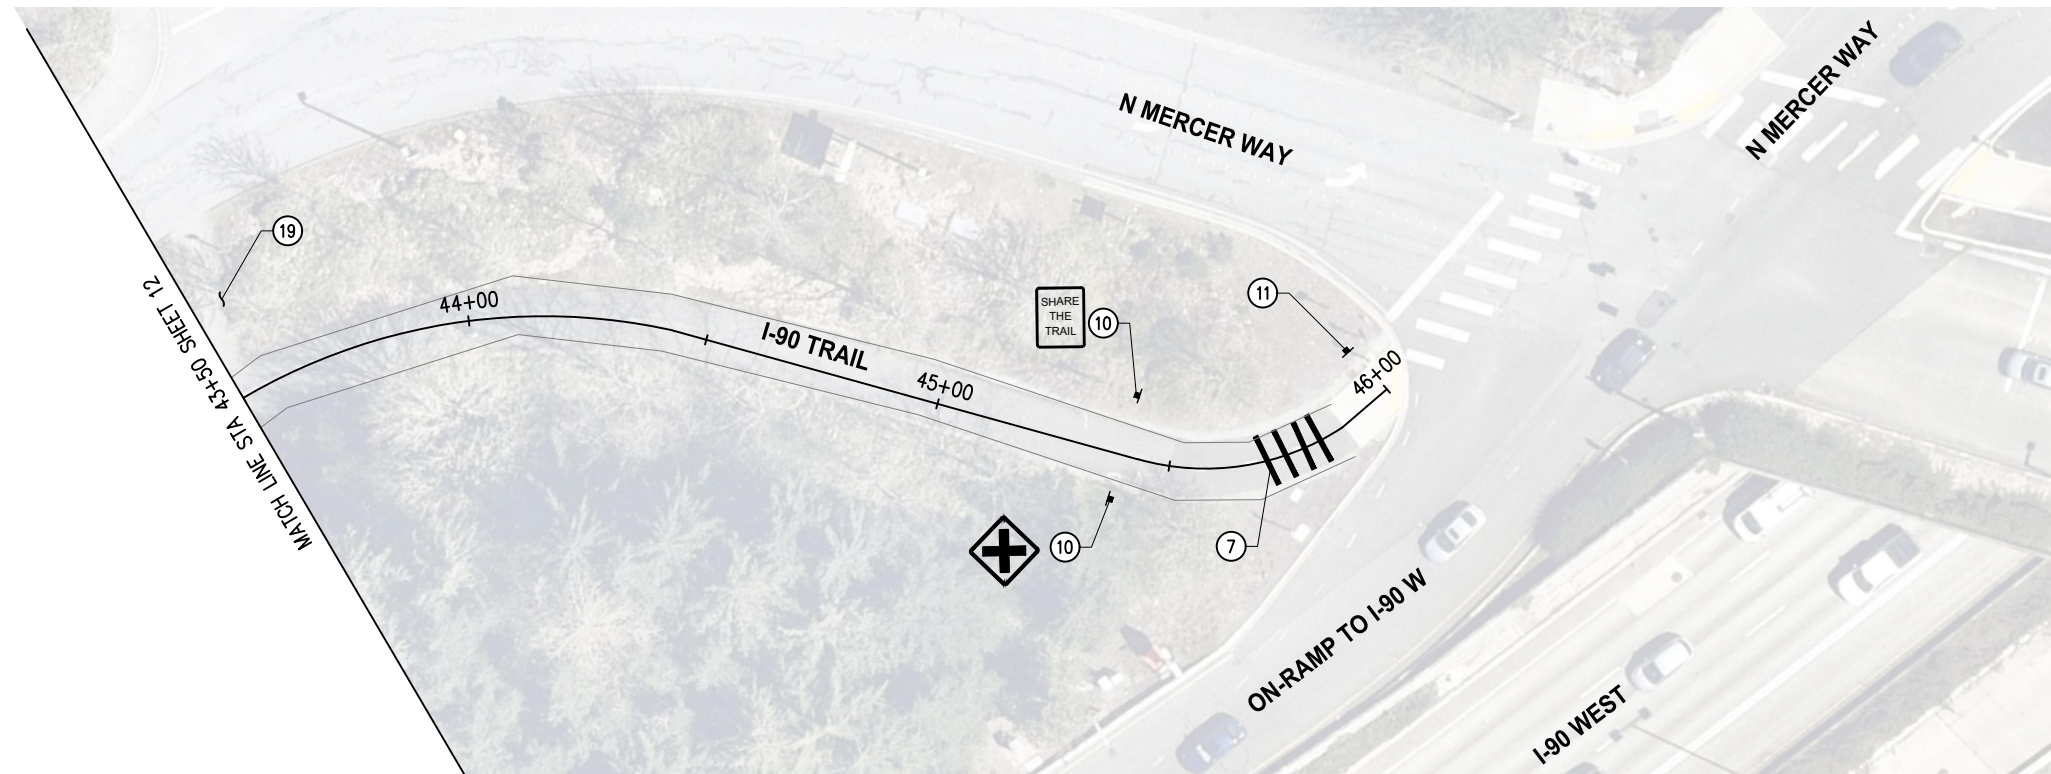 N MERCER WAY
N MERCER WAY
19
MATCH LINE STA 43+50 SHEET 12
44+00
I-90 TRAIL
45+00
SHARE
THE
TRAIL
10
11
46+00
10
7
ON-RAMP TO I-90 W
I-90 WEST